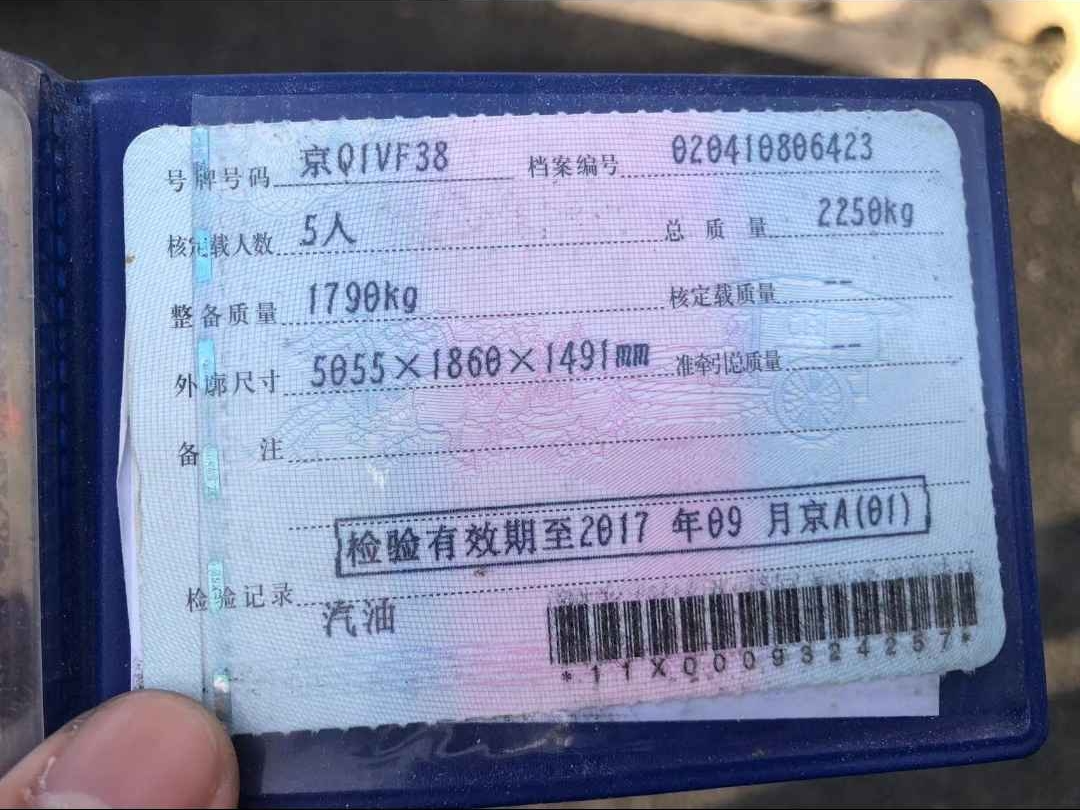 号牌号码 京Q1VF38 档案编号 020410806423
核定载人数 5人 总质量 2250kg
整备质量 1790kg 核定载质量 --
外廓尺寸 5055×1860×1491mm 准牵引总质量 --
备注
检验有效期至2017年09月京A(01)
检验记录
汽油
*11X0009324257*